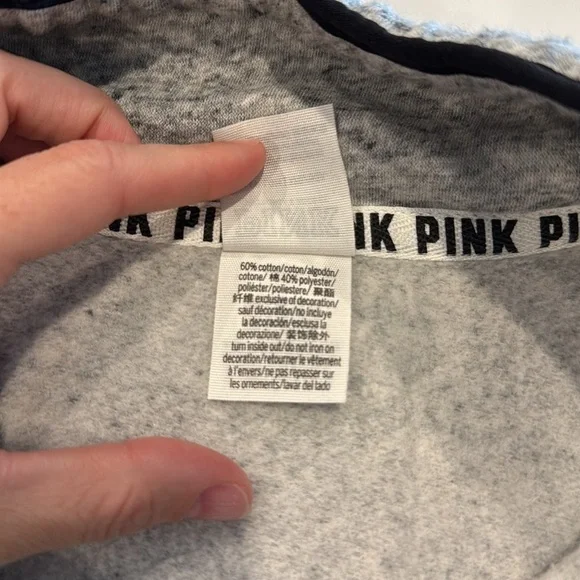 PI
IK PINK PI
60% cotton/coton/algodón/
cotone/ 棉 40% polyester/
poliéster/poliestere/ 聚酯
纤维 exclusive of decoration/
sauf décoration/no incluye
la decoración/esclusa la
decorazione/ 装饰除外
turn inside out/do not iron on
decoration/retourner le vêtement
à l'envers/ne pas repasser sur
les ornements/lavar del lado